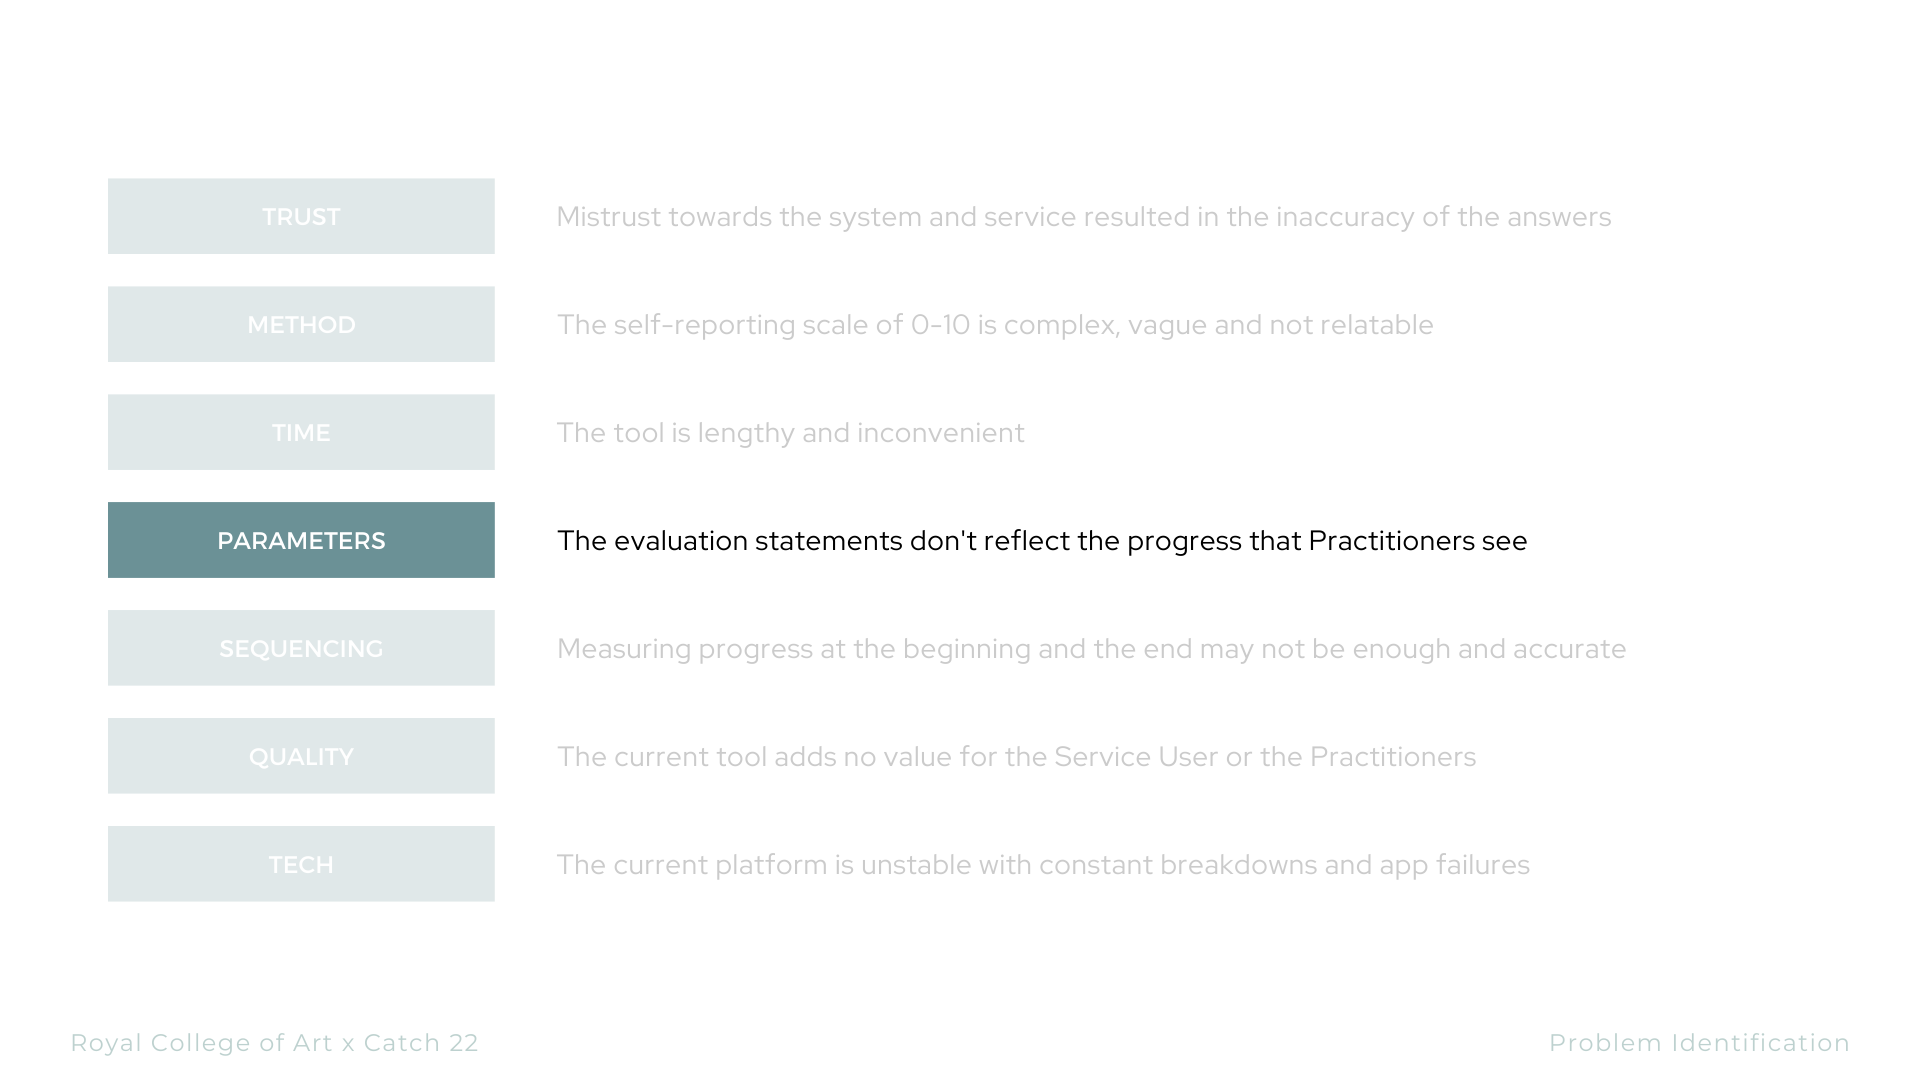 TRUST
Mistrust towards the system and service resulted in the inaccuracy of the answers
METHOD
The self-reporting scale of 0-10 is complex, vague and not relatable
TIME
The tool is lengthy and inconvenient
PARAMETERS
The evaluation statements don't reflect the progress that Practitioners see
SEQUENCING
Measuring progress at the beginning and the end may not be enough and accurate
QUALITY
The current tool adds no value for the Service User or the Practitioners
TECH
The current platform is unstable with constant breakdowns and app failures
Royal College of Art x Catch 22
Problem Identification